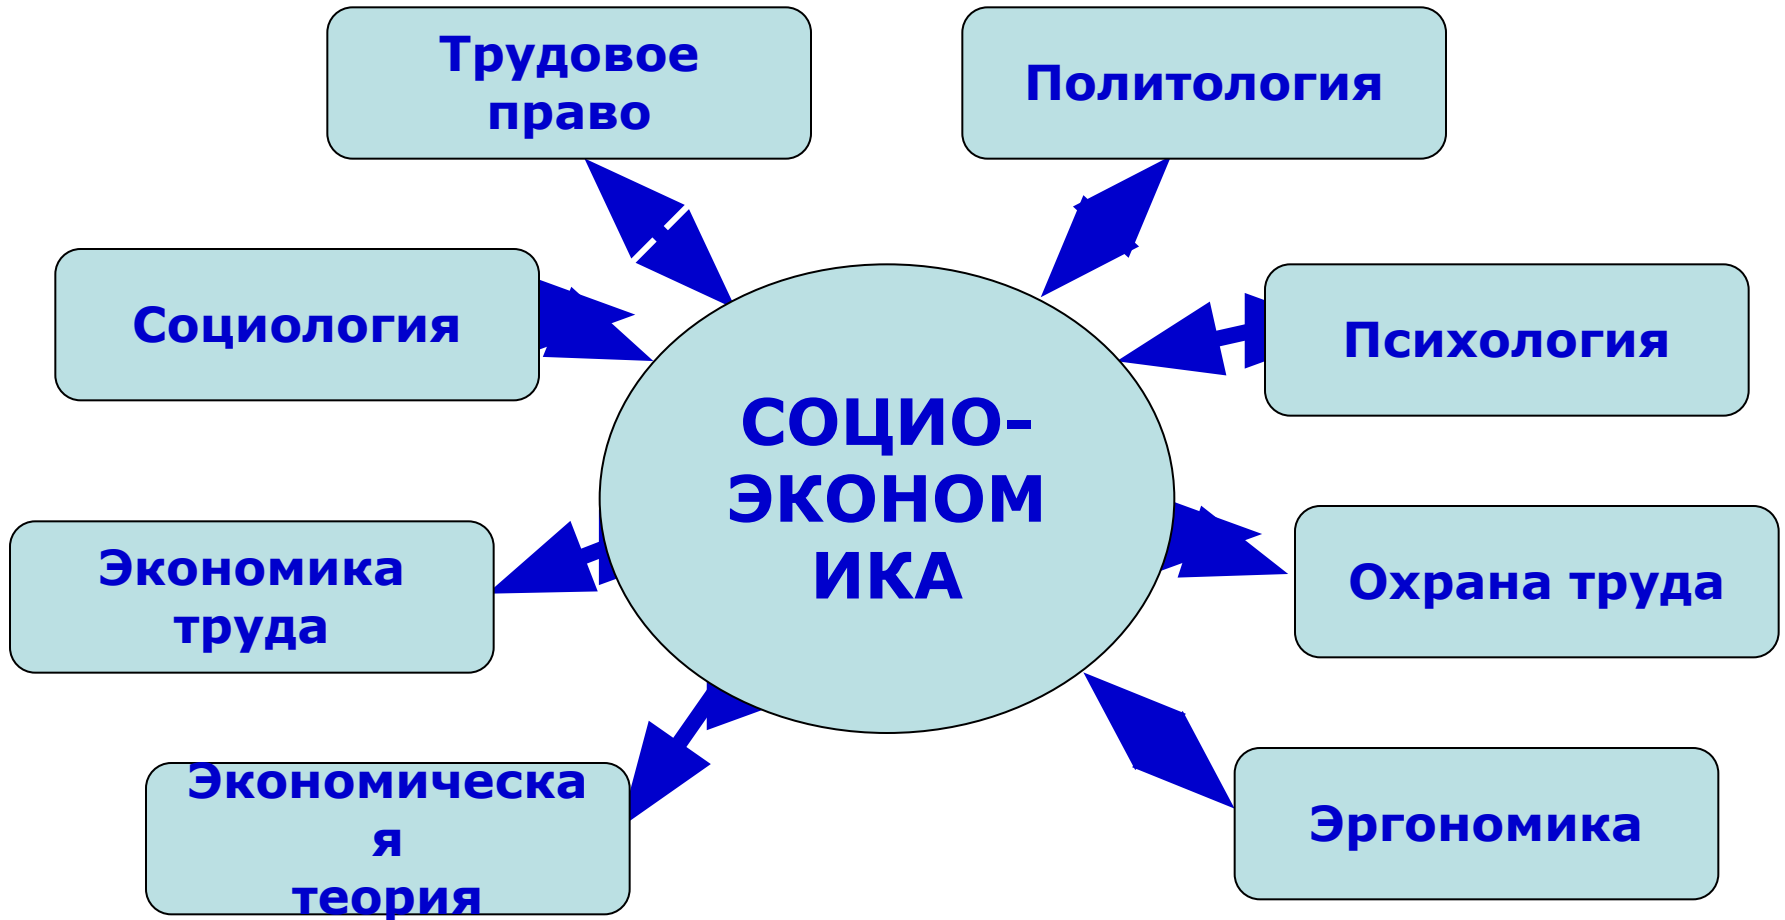 Трудовое
право
Политология
Социология
Психология
СОЦИО–
ЭКОНОМ
ИКА
Экономика
труда
Охрана труда
Экономическа
я
теория
Эргономика